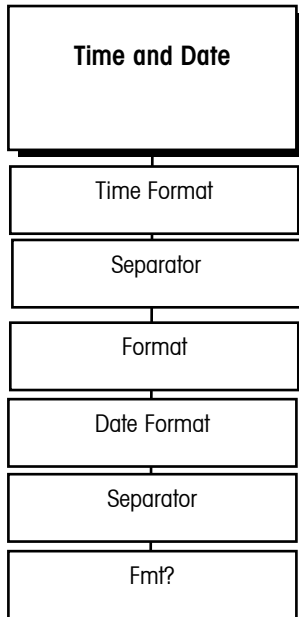 Time and Date
Time Format
Separator
Format
Date Format
Separator
Fmt?